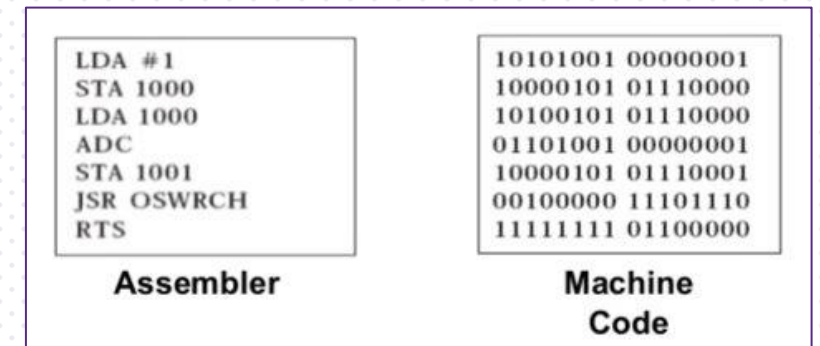 LDA #1
STA 1000
LDA 1000
ADC
STA 1001
JSR OSWRCH
RTS
Assembler
10101001 00000001
10000101 01110000
10100101 01110000
01101001 00000001
10000101 01110001
00100000 11101110
11111111 01100000
Machine
Code